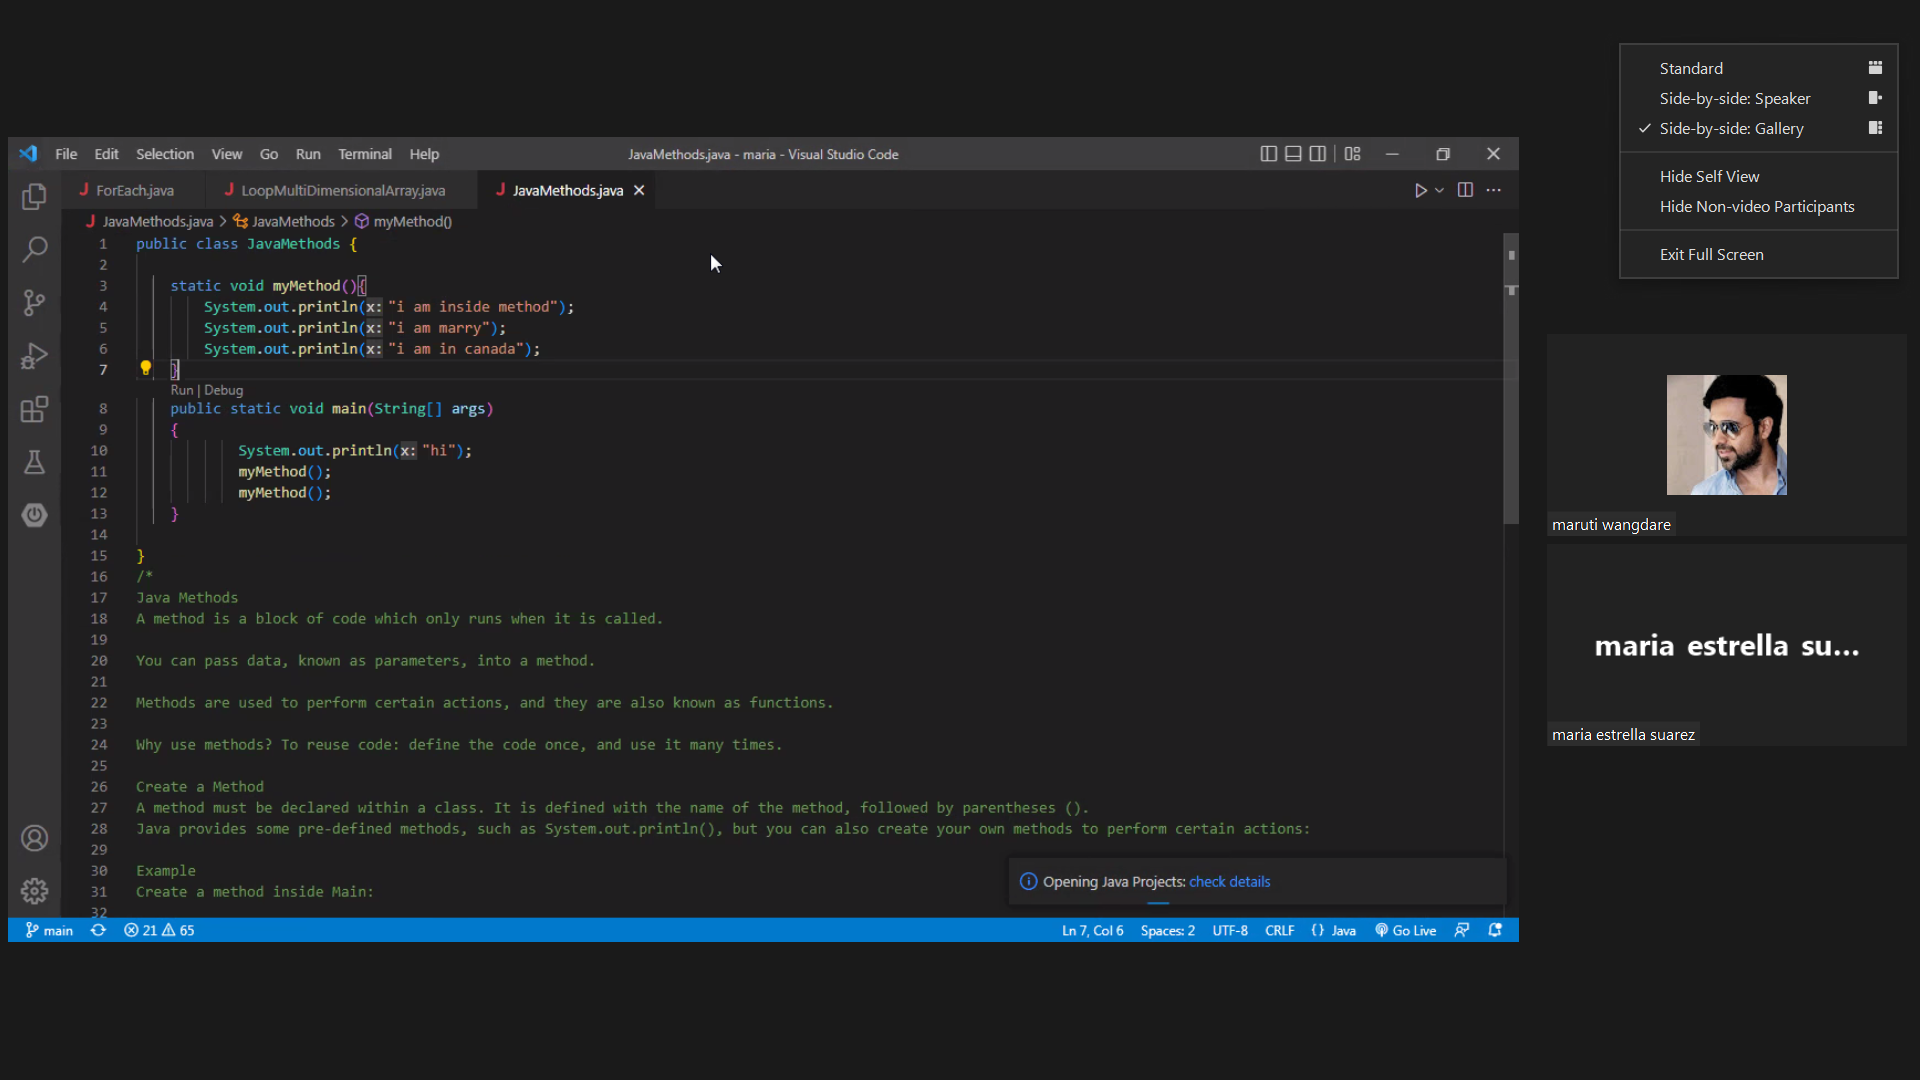 File Edit Selection View Go Run Terminal Help JavaMethods.java - maria - Visual Studio Code
ForEach.java LoopMultiDimensionalArray.java JavaMethods.java
JavaMethods.java > JavaMethods > myMethod()
1 public class JavaMethods {
2
3 static void myMethod(){
4 System.out.println(x: "i am inside method");
5 System.out.println(x: "i am marry");
6 System.out.println(x: "i am in canada");
7 }
Run | Debug
8 public static void main(String[] args)
9 {
10 System.out.println(x: "hi");
11 myMethod();
12 myMethod();
13 }
14
15 }
16 /*
17 Java Methods
18 A method is a block of code which only runs when it is called.
19
20 You can pass data, known as parameters, into a method.
21
22 Methods are used to perform certain actions, and they are also known as functions.
23
24 Why use methods? To reuse code: define the code once, and use it many times.
25
26 Create a Method
27 A method must be declared within a class. It is defined with the name of the method, followed by parentheses ().
28 Java provides some pre-defined methods, such as System.out.println(), but you can also create your own methods to perform certain actions:
29
30 Example
31 Create a method inside Main:
32
Opening Java Projects: check details
main 21 65 Ln 7, Col 6 Spaces: 2 UTF-8 CRLF {} Java Go Live
Standard
Side-by-side: Speaker
Side-by-side: Gallery
Hide Self View
Hide Non-video Participants
Exit Full Screen
maruti wangdare
maria estrella su...
maria estrella suarez